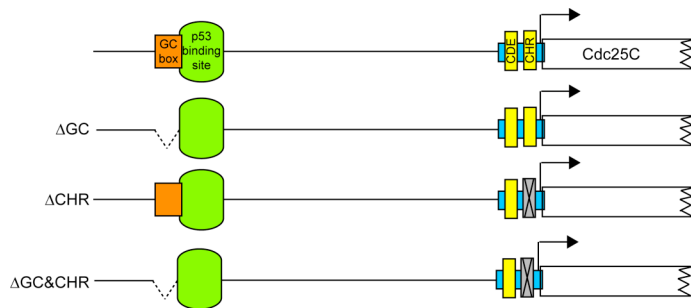 GC
box
p53
binding
site
CDE
CHR
Cdc25C
ΔGC
ΔCHR
ΔGC&CHR